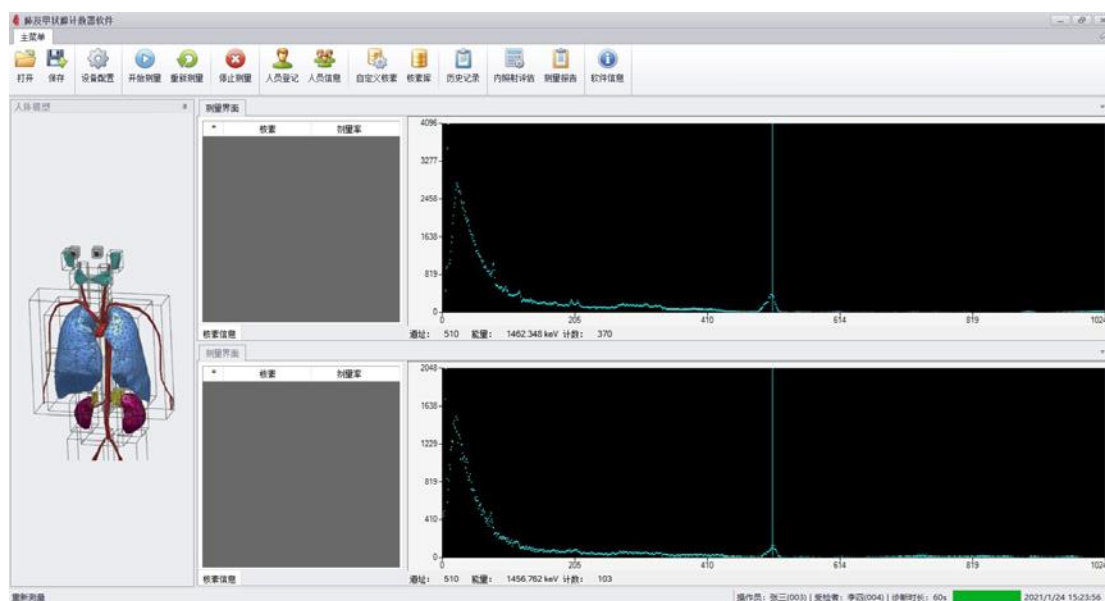 肺及甲状腺计数器软件
主菜单
打开 保存 设备配置 开始测量 重新测量 停止测量 人员登记 人员信息 自定义核素 核素库 历史记录 内照射评估 测量报告 软件信息
人体模型
测量界面
* 核素 剂量率
4096
3277
2458
1638
819
0
0 205 410 614 819 1024
核素信息
道址: 510 能量: 1462.348 keV 计数: 370
测量界面
* 核素 剂量率
2048
1638
1229
819
410
0
0 205 410 614 819 1024
核素信息
道址: 510 能量: 1456.762 keV 计数: 103
重新测量
操作员: 张三(003) | 受检者: 李四(004) | 诊断时长: 60s 2021/1/24 15:23:56